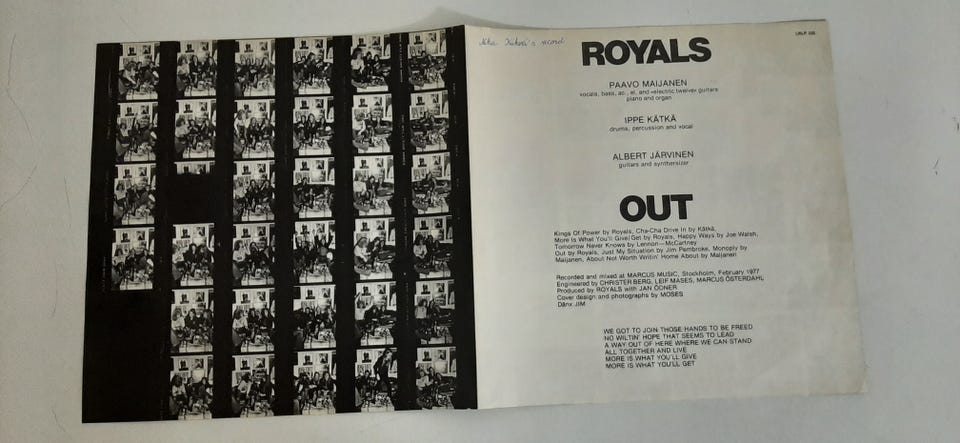 LRLP 205
record
ROYALS
PAAVO MAIJANEN
vocals, bass, ac., el. and »electric twelve» guitars
piano and organ
IPPE KÄTKÄ
drums, percussion and vocal
ALBERT JÄRVINEN
guitars and synthersizer
OUT
Kings Of Power by Royals, Cha-Cha Drive In by Kätkä,
More Is What You'll Give/Get by Royals, Happy Ways by Joe Walsh,
Tomorrow Never Knows by Lennon—McCartney
Out by Royals, Just My Situation by Jim Pembroke, Monoply by
Maijanen, About Not Worth Writin' Home About by Maijanen
Recorded and mixed at MARCUS MUSIC, Stockholm, February 1977
Engineered by CHRISTER BERG, LEIF MASES, MARCUS ÖSTERDAHL
Produced by ROYALS with JAN ÖDNER
Cover design and photographs by MOSES
Dänx JIM
WE GOT TO JOIN THOSE HANDS TO BE FREED
NO WILTIN' HOPE THAT SEEMS TO LEAD
A WAY OUT OF HERE WHERE WE CAN STAND
ALL TOGETHER AND LIVE
MORE IS WHAT YOU'LL GIVE
MORE IS WHAT YOU'LL GET